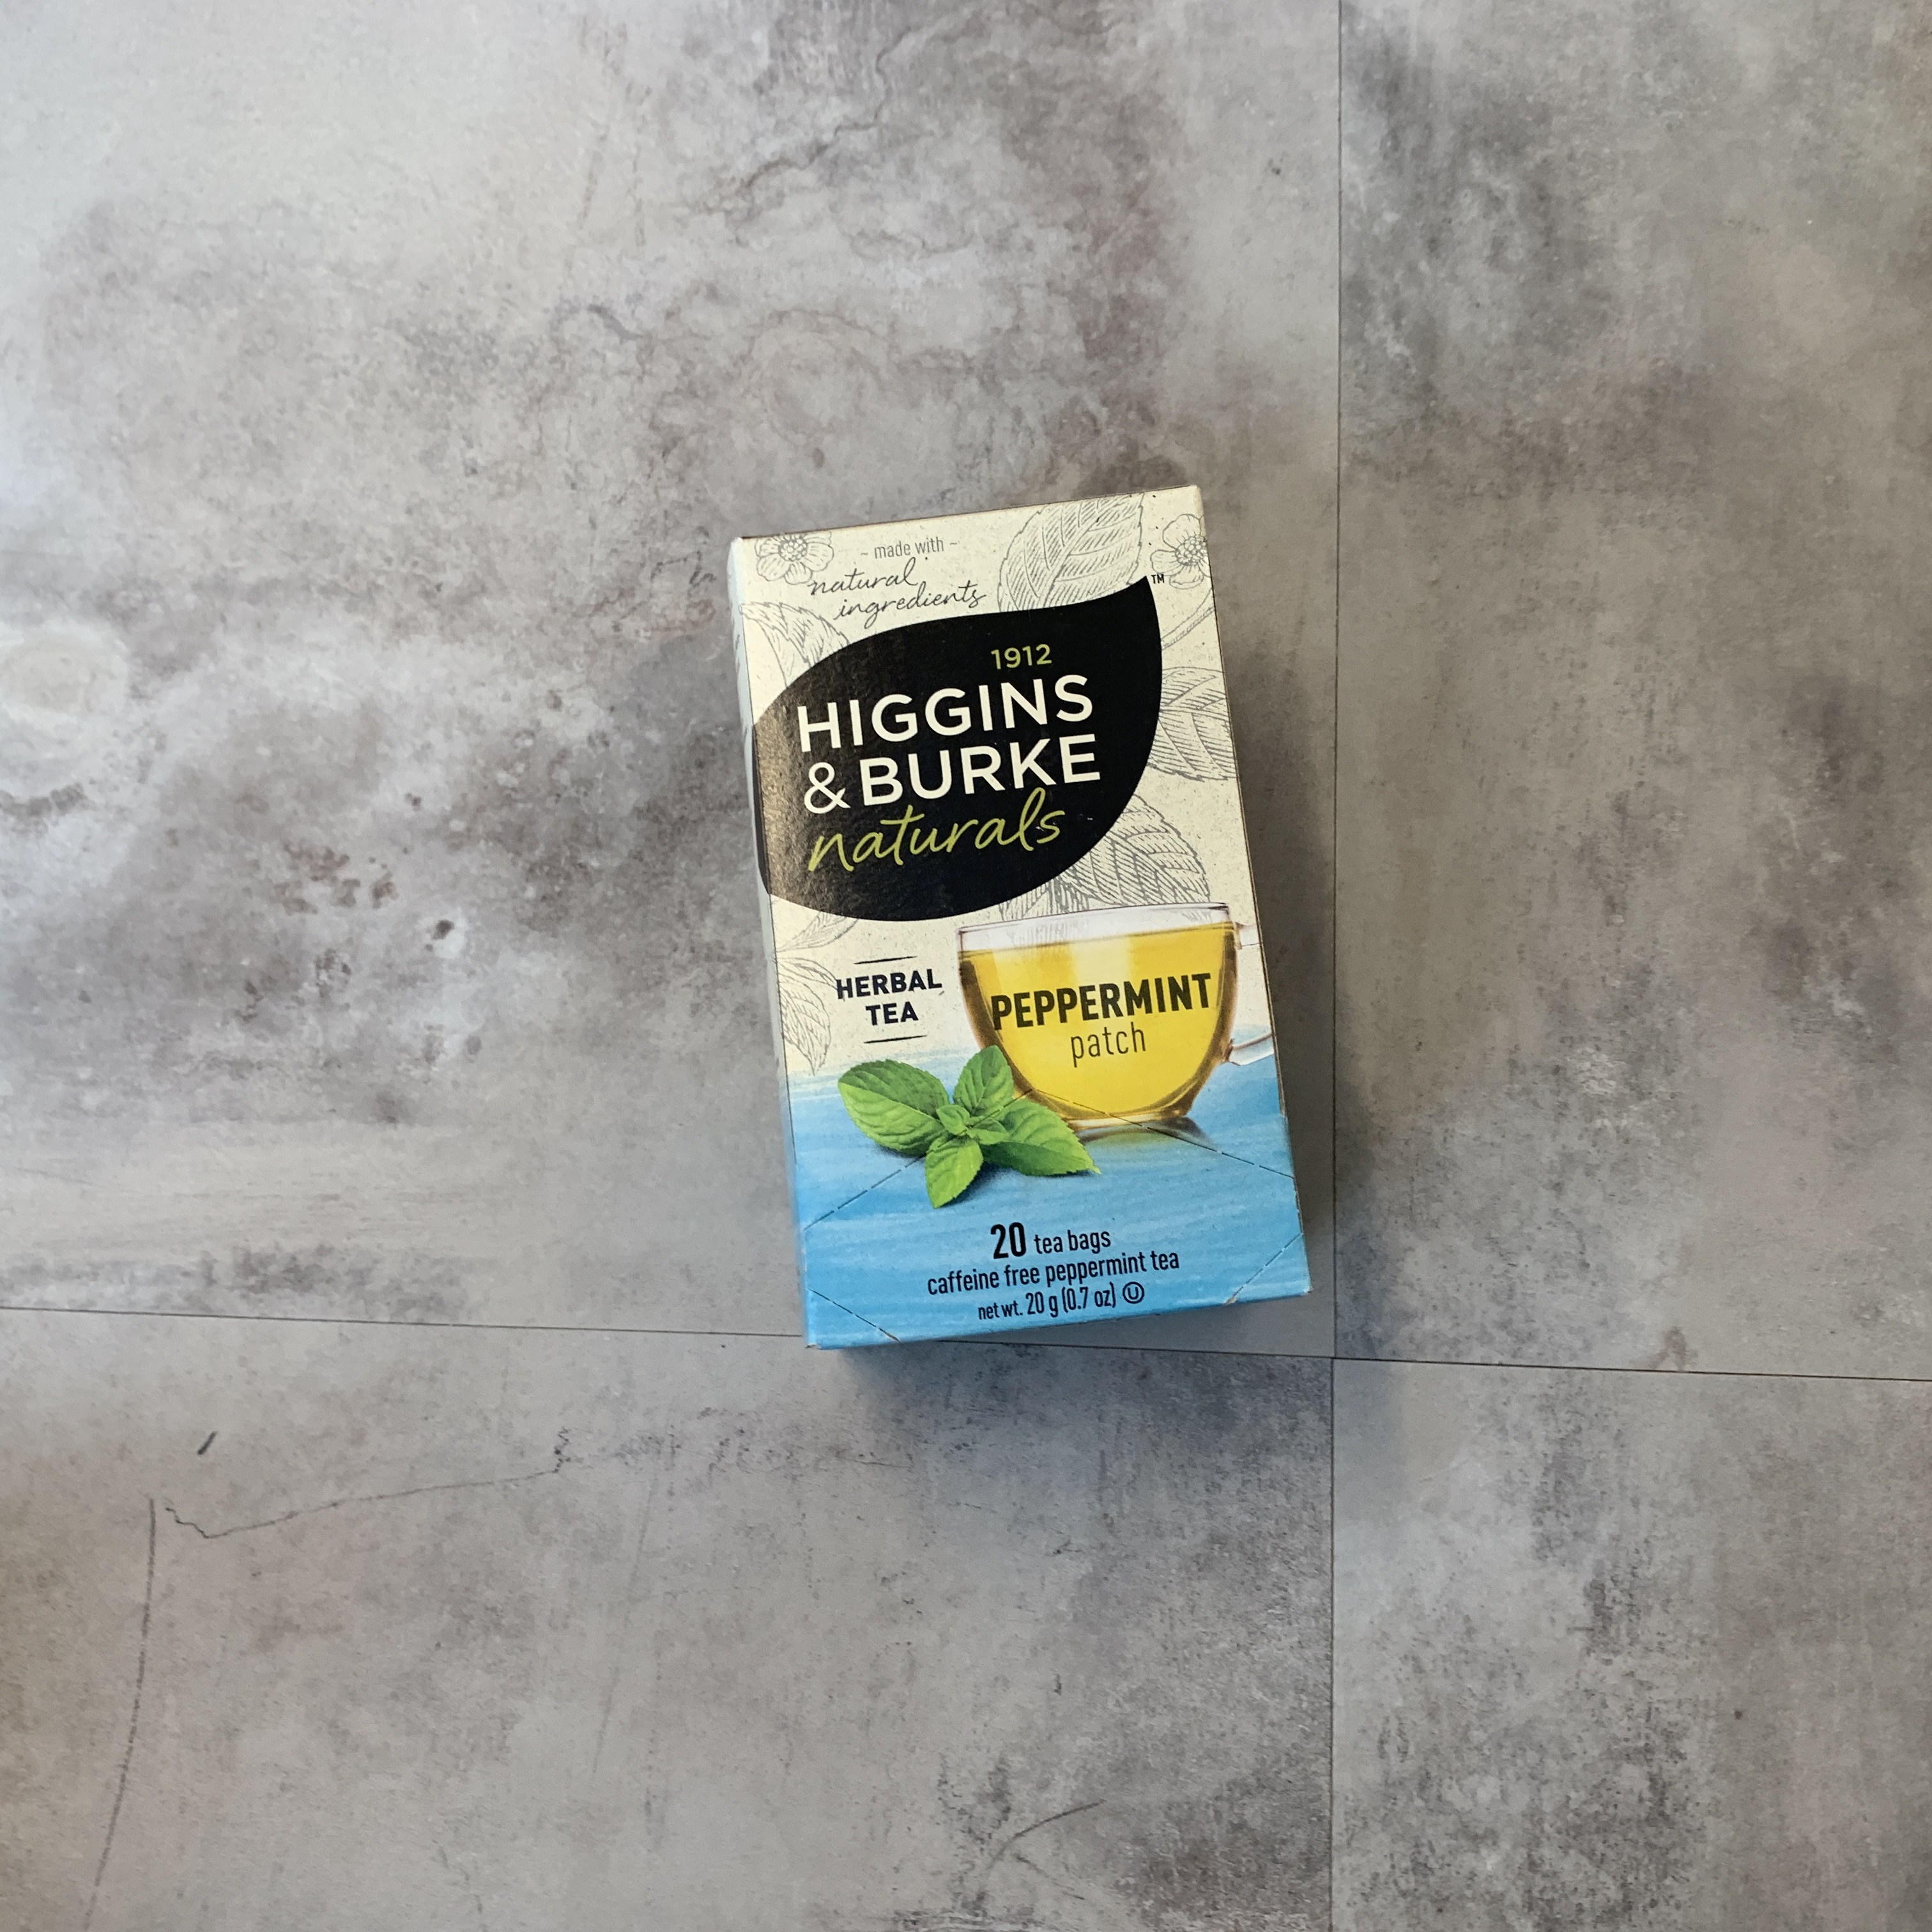 - made with -
natural
ingredients
1912
HIGGINS
& BURKE
naturals
TM
HERBAL
TEA
PEPPERMINT
patch
20 tea bags
caffeine free peppermint tea
net wt. 20 g (0.7 oz) U